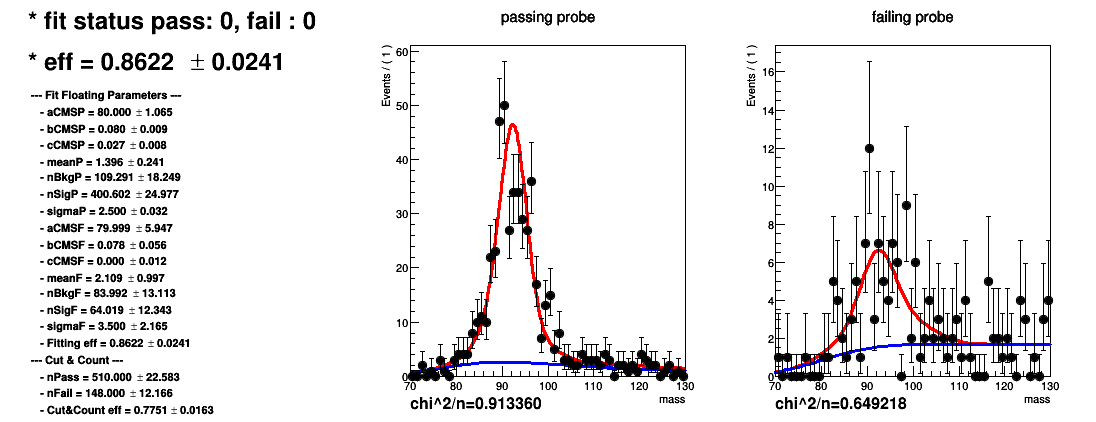 * fit status pass: 0, fail : 0
* eff = 0.8622 ± 0.0241
--- Fit Floating Parameters ---
- aCMSP = 80.000 ± 1.065
- bCMSP = 0.080 ± 0.009
- cCMSP = 0.027 ± 0.008
- meanP = 1.396 ± 0.241
- nBkgP = 109.291 ± 18.249
- nSigP = 400.602 ± 24.977
- sigmaP = 2.500 ± 0.032
- aCMSF = 79.999 ± 5.947
- bCMSF = 0.078 ± 0.056
- cCMSF = 0.000 ± 0.012
- meanF = 2.109 ± 0.997
- nBkgF = 83.992 ± 13.113
- nSigF = 64.019 ± 12.343
- sigmaF = 3.500 ± 2.165
- Fitting eff = 0.8622 ± 0.0241
--- Cut & Count ---
- nPass = 510.000 ± 22.583
- nFail = 148.000 ± 12.166
- Cut&Count eff = 0.7751 ± 0.0163
passing probe
Events / ( 1 )
60
50
40
30
20
10
0
70 80 90 100 110 120 130
mass
chi^2/n=0.913360
failing probe
Events / ( 1 )
16
14
12
10
8
6
4
2
0
70 80 90 100 110 120 130
mass
chi^2/n=0.649218